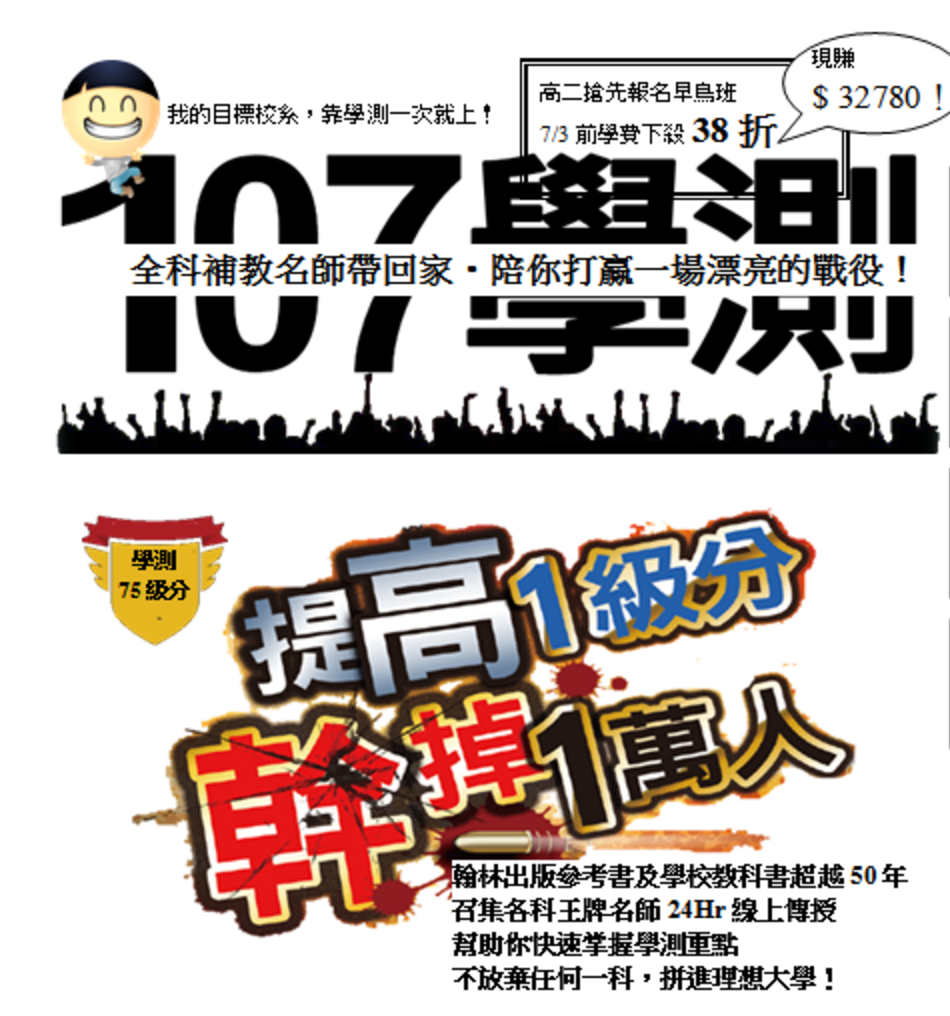 我的目標校系，靠學測一次就上！
高二搶先報名早鳥班
7/3 前學費下殺 38 折
現賺
$ 32780！
107學測
全科補教名師帶回家．陪你打贏一場漂亮的戰役！
學測
75 級分
提高1級分
幹掉1萬人
翰林出版參考書及學校教科書超越 50 年
召集各科王牌名師 24Hr 線上傳授
幫助你快速掌握學測重點
不放棄任何一科，拼進理想大學！